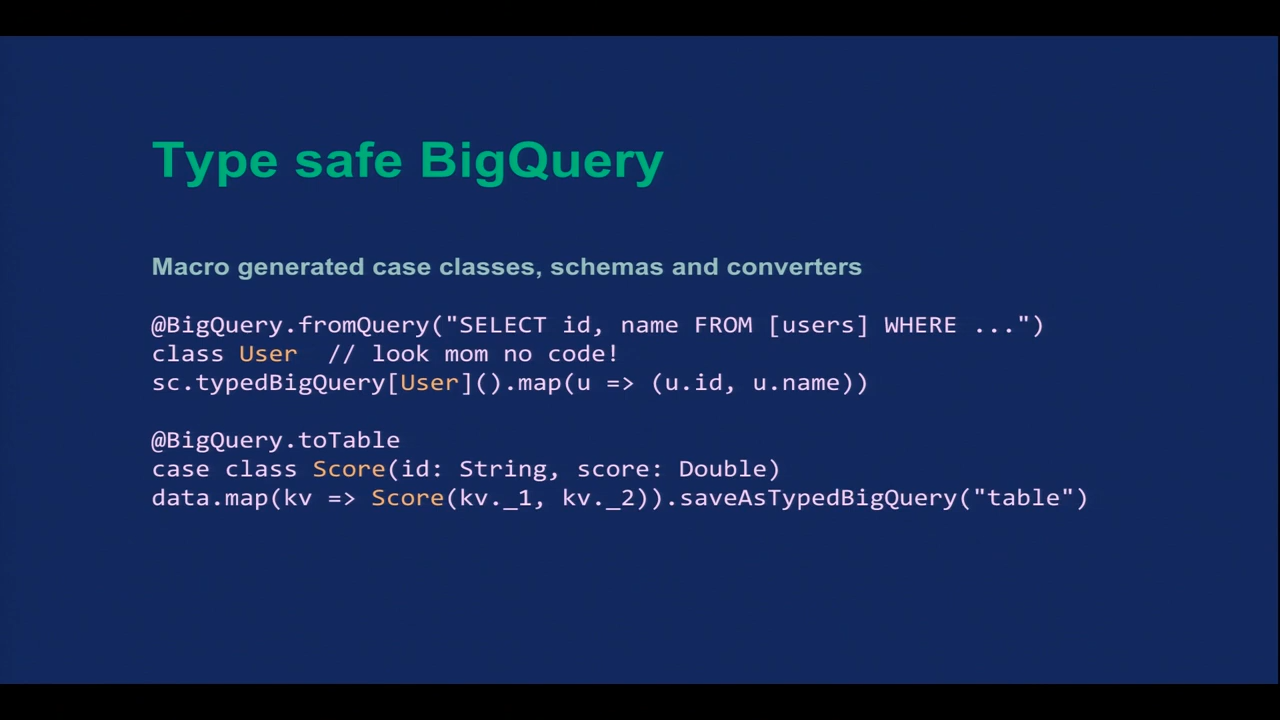 Type safe BigQuery
Macro generated case classes, schemas and converters
@BigQuery.fromQuery("SELECT id, name FROM [users] WHERE ...")
class User  // look mom no code!
sc.typedBigQuery[User]().map(u => (u.id, u.name))
@BigQuery.toTable
case class Score(id: String, score: Double)
data.map(kv => Score(kv._1, kv._2)).saveAsTypedBigQuery("table")